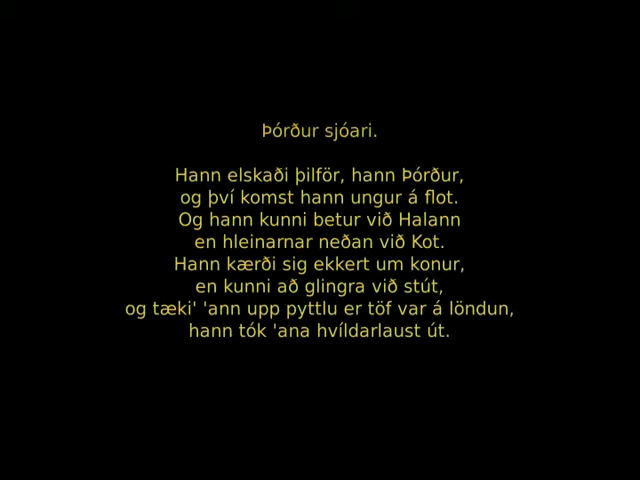 Þórður sjóari.
Hann elskaði þilför, hann Þórður,
og því komst hann ungur á flot.
Og hann kunni betur við Halann
en hleinarnar neðan við Kot.
Hann kærði sig ekkert um konur,
en kunni að glingra við stút,
og tæki' 'ann upp pyttlu er töf var á löndun,
hann tók 'ana hvíldarlaust út.